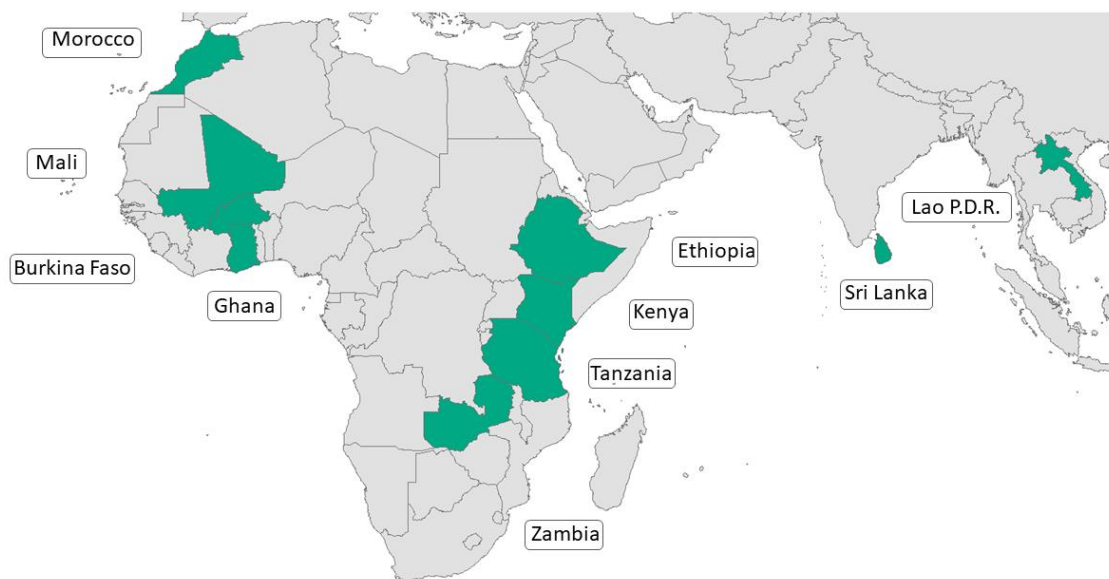 Morocco
Mali
Lao P.D.R.
Ethiopia
Burkina Faso
Sri Lanka
Ghana
Kenya
Tanzania
Zambia